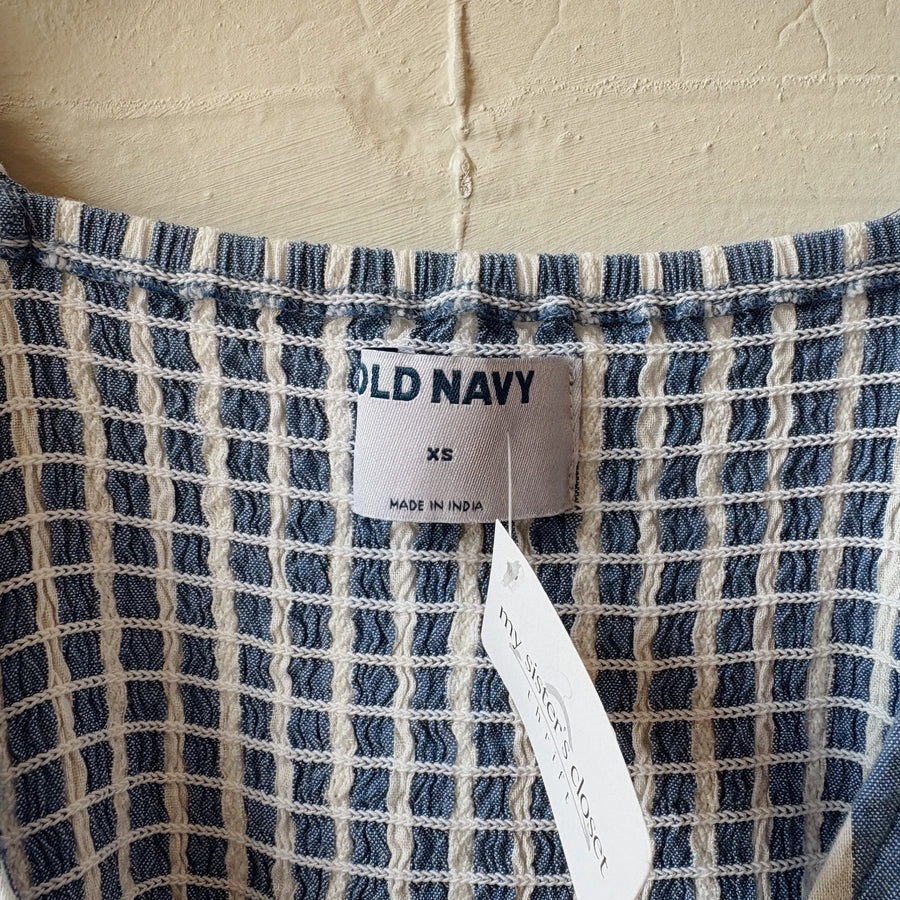 OLD NAVY
XS
MADE IN INDIA
my sister's closet